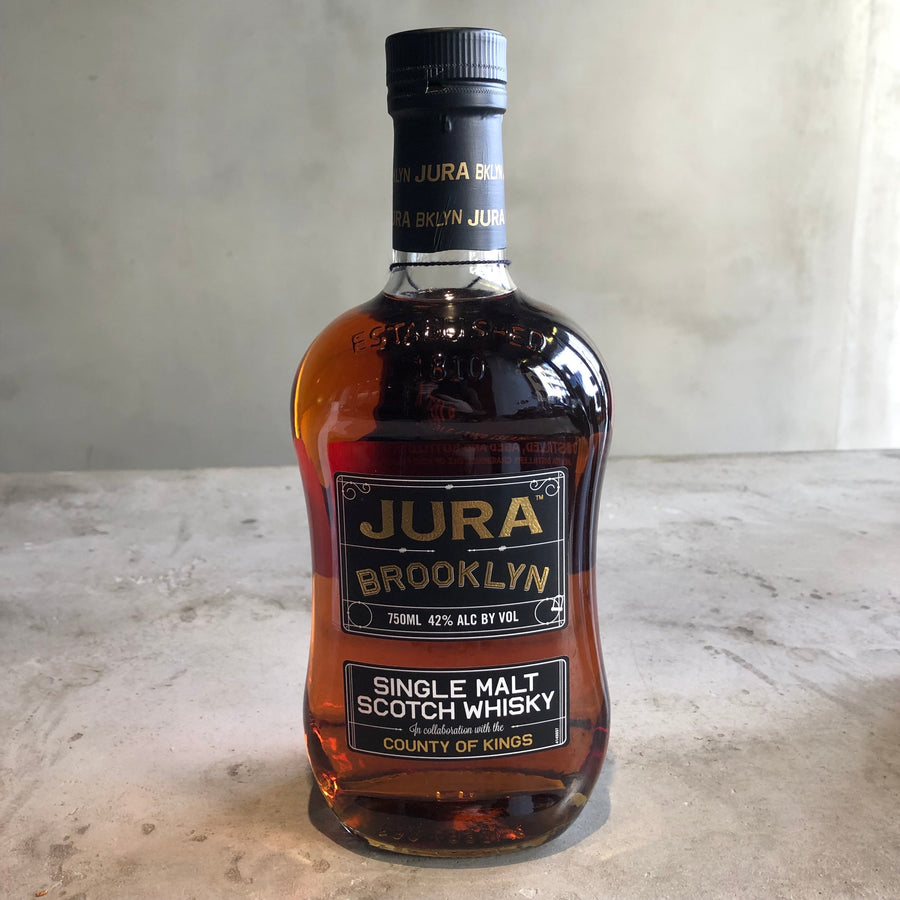 LYN JURA BKLYN
RA BKLYN JURA
ESTABLISHED
1810
JURA™
BROOKLYN
750ML 42% ALC BY VOL
SINGLE MALT
SCOTCH WHISKY
In collaboration with the
COUNTY OF KINGS